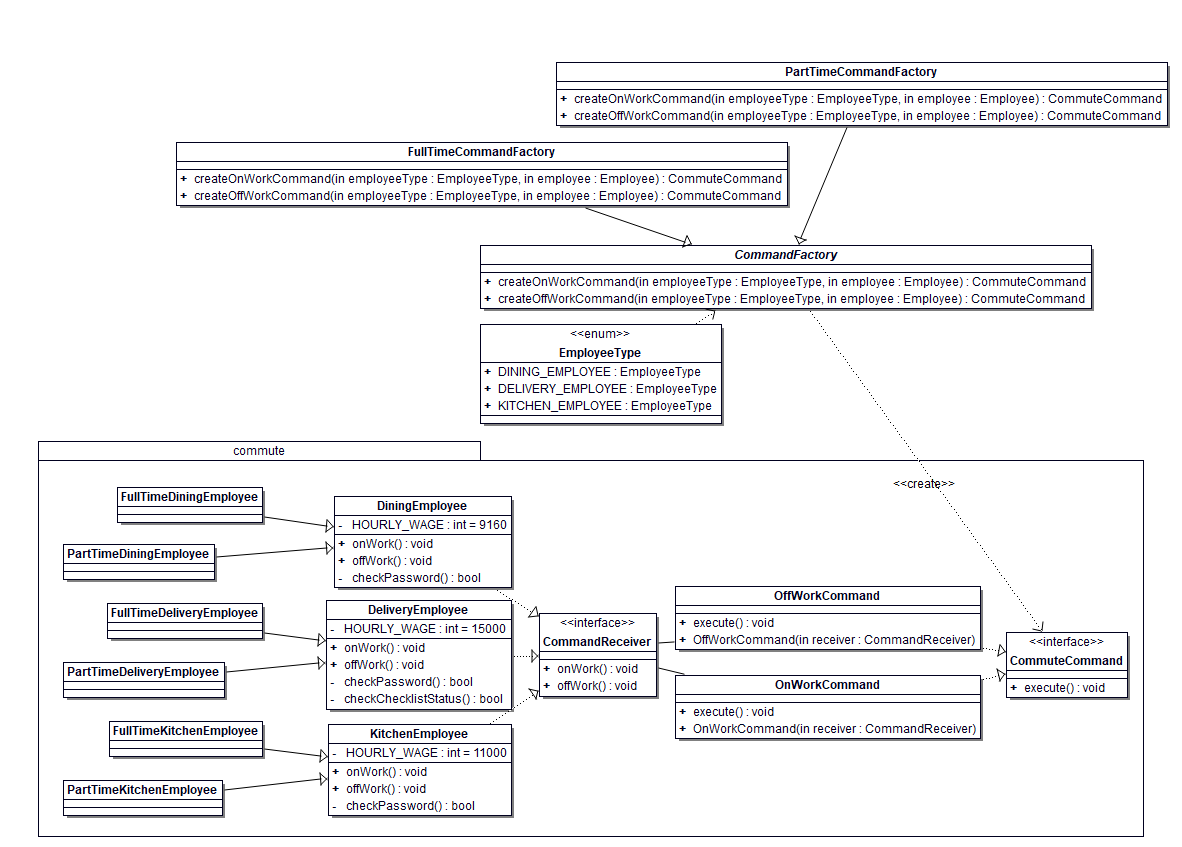 PartTimeCommandFactory
+ createOnWorkCommand(in employeeType : EmployeeType, in employee : Employee) : CommuteCommand
+ createOffWorkCommand(in employeeType : EmployeeType, in employee : Employee) : CommuteCommand
FullTimeCommandFactory
+ createOnWorkCommand(in employeeType : EmployeeType, in employee : Employee) : CommuteCommand
+ createOffWorkCommand(in employeeType : EmployeeType, in employee : Employee) : CommuteCommand
CommandFactory
+ createOnWorkCommand(in employeeType : EmployeeType, in employee : Employee) : CommuteCommand
+ createOffWorkCommand(in employeeType : EmployeeType, in employee : Employee) : CommuteCommand
<<enum>>
EmployeeType
+ DINING_EMPLOYEE : EmployeeType
+ DELIVERY_EMPLOYEE : EmployeeType
+ KITCHEN_EMPLOYEE : EmployeeType
commute
<<create>>
FullTimeDiningEmployee
PartTimeDiningEmployee
DiningEmployee
- HOURLY_WAGE : int = 9160
+ onWork() : void
+ offWork() : void
- checkPassword() : bool
FullTimeDeliveryEmployee
PartTimeDeliveryEmployee
DeliveryEmployee
- HOURLY_WAGE : int = 15000
+ onWork() : void
+ offWork() : void
- checkPassword() : bool
- checkChecklistStatus() : bool
FullTimeKitchenEmployee
PartTimeKitchenEmployee
KitchenEmployee
- HOURLY_WAGE : int = 11000
+ onWork() : void
+ offWork() : void
- checkPassword() : bool
<<interface>>
CommandReceiver
+ onWork() : void
+ offWork() : void
OffWorkCommand
+ execute() : void
+ OffWorkCommand(in receiver : CommandReceiver)
OnWorkCommand
+ execute() : void
+ OnWorkCommand(in receiver : CommandReceiver)
<<interface>>
CommuteCommand
+ execute() : void